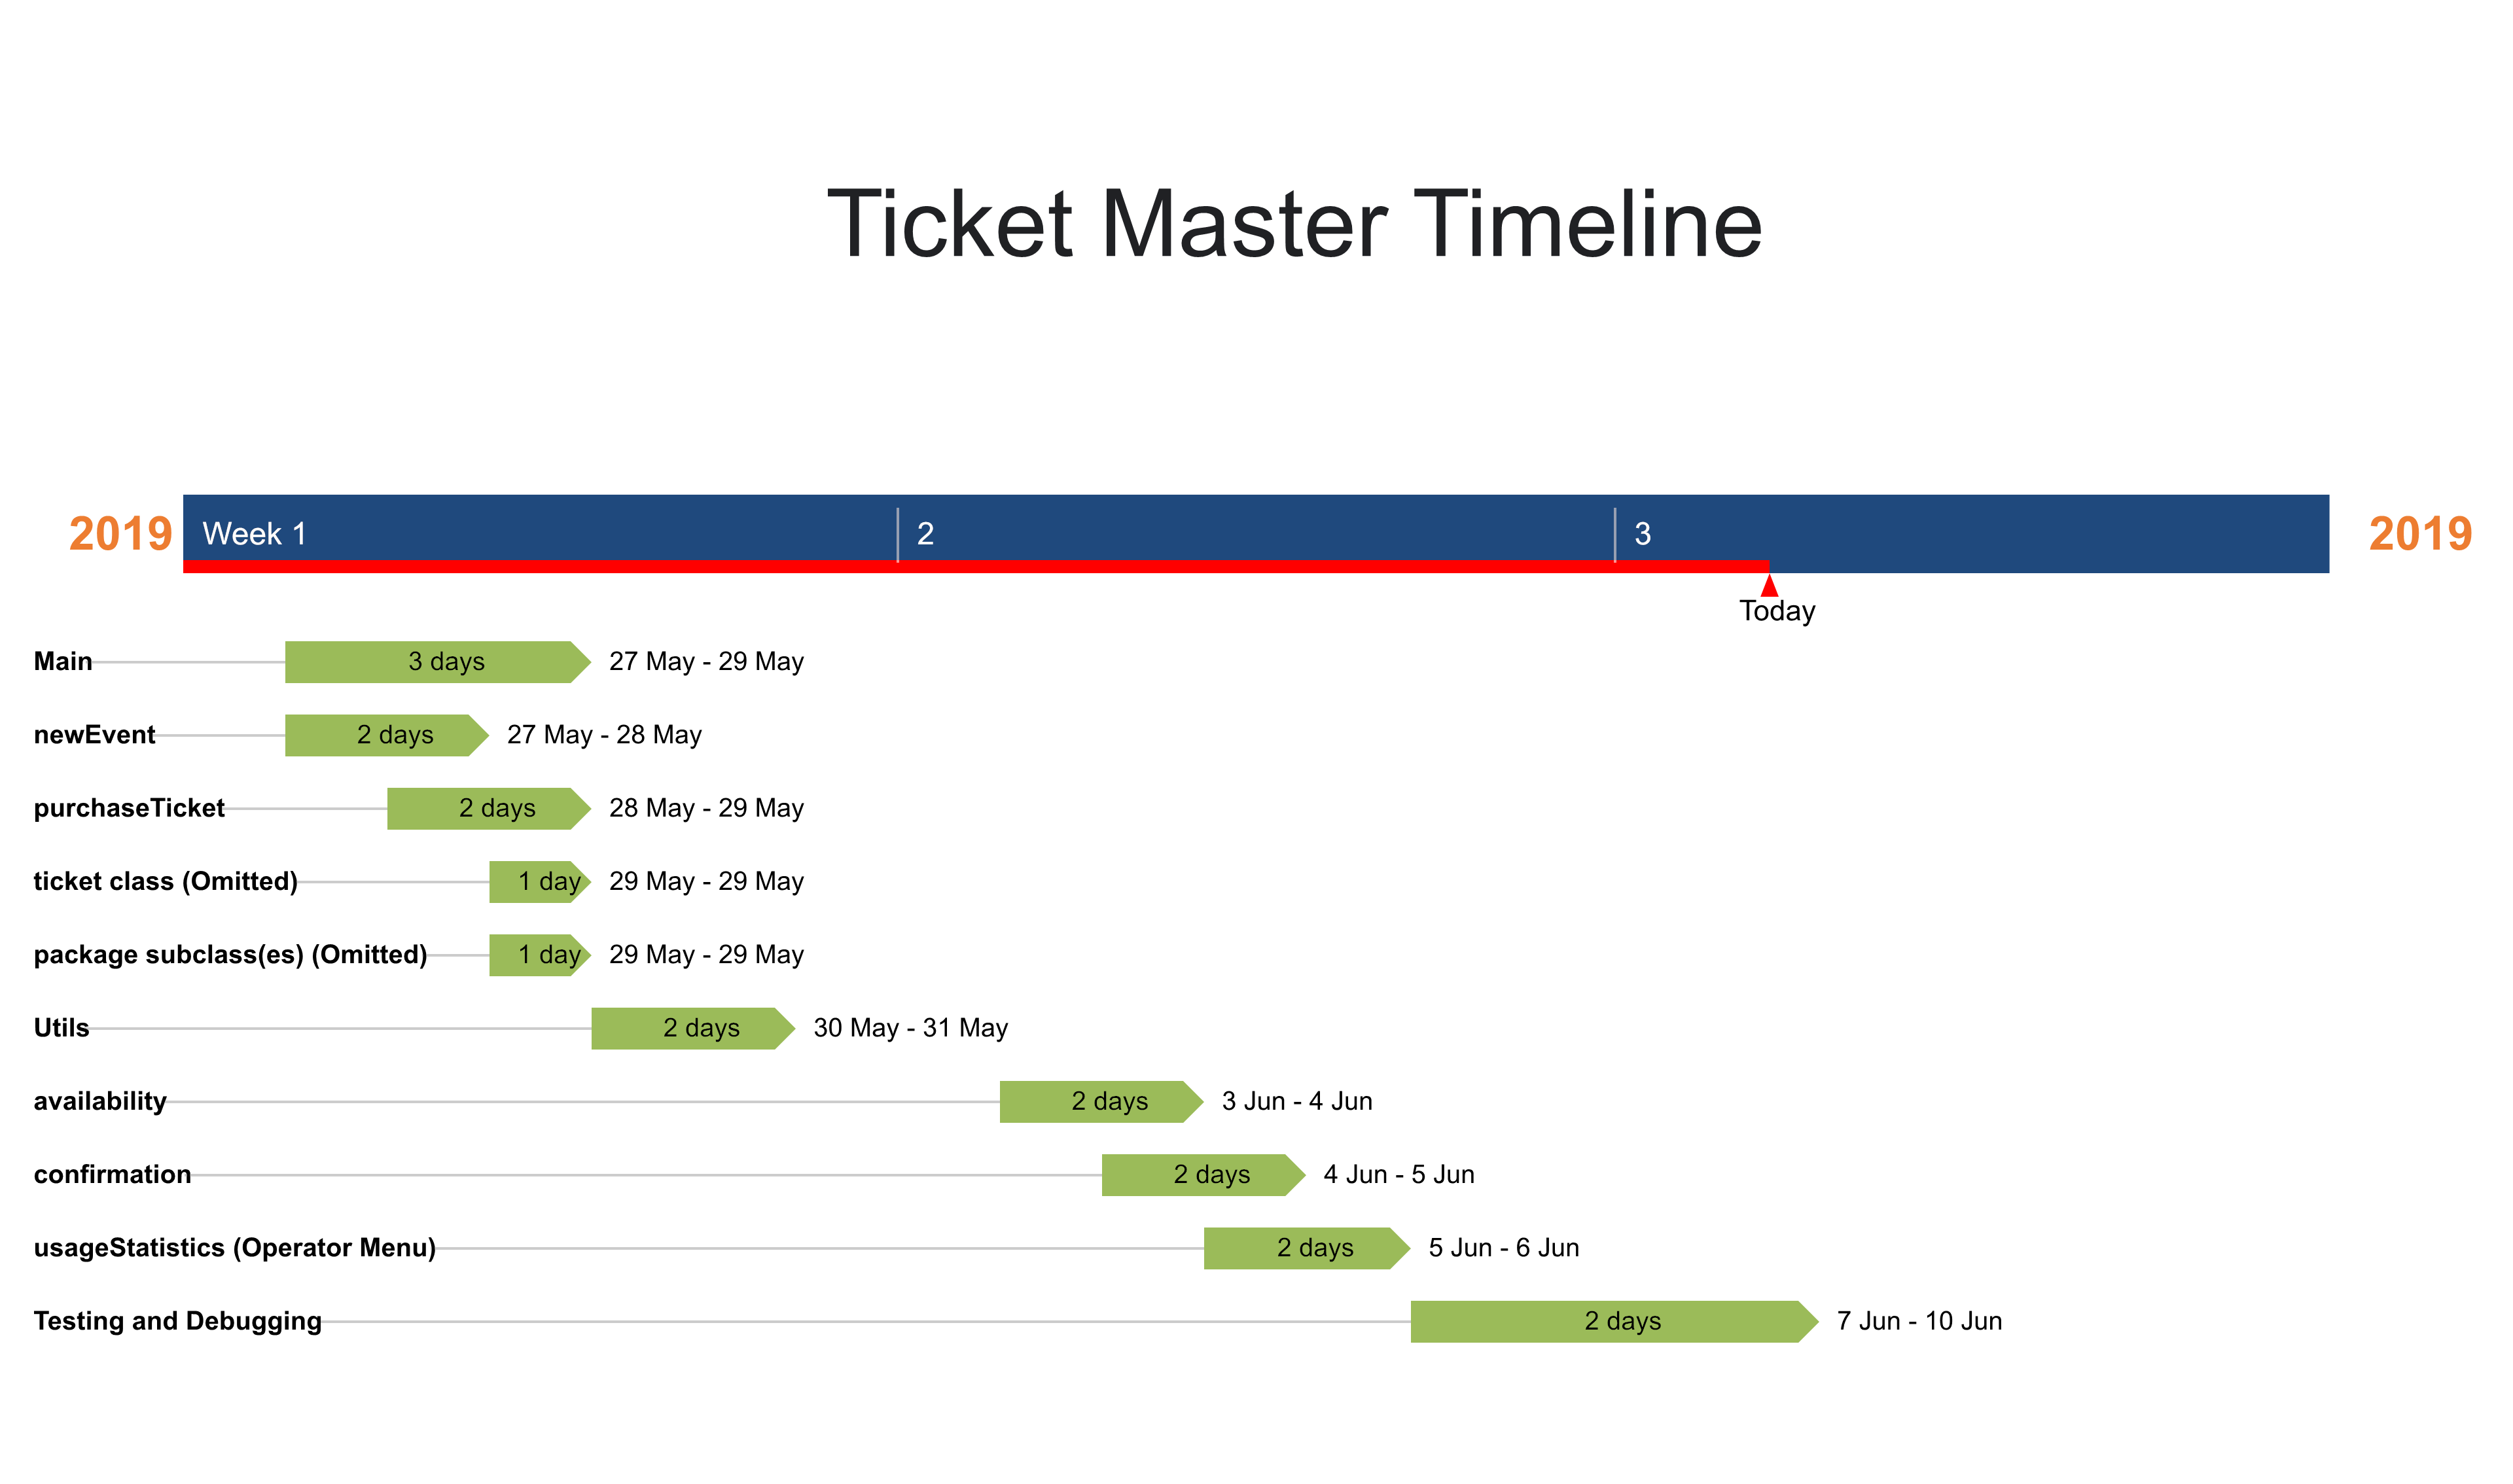 Ticket Master Timeline
2019 Week 1 2 3 2019
Today
Main 3 days 27 May - 29 May
newEvent 2 days 27 May - 28 May
purchaseTicket 2 days 28 May - 29 May
ticket class (Omitted) 1 day 29 May - 29 May
package subclass(es) (Omitted) 1 day 29 May - 29 May
Utils 2 days 30 May - 31 May
availability 2 days 3 Jun - 4 Jun
confirmation 2 days 4 Jun - 5 Jun
usageStatistics (Operator Menu) 2 days 5 Jun - 6 Jun
Testing and Debugging 2 days 7 Jun - 10 Jun